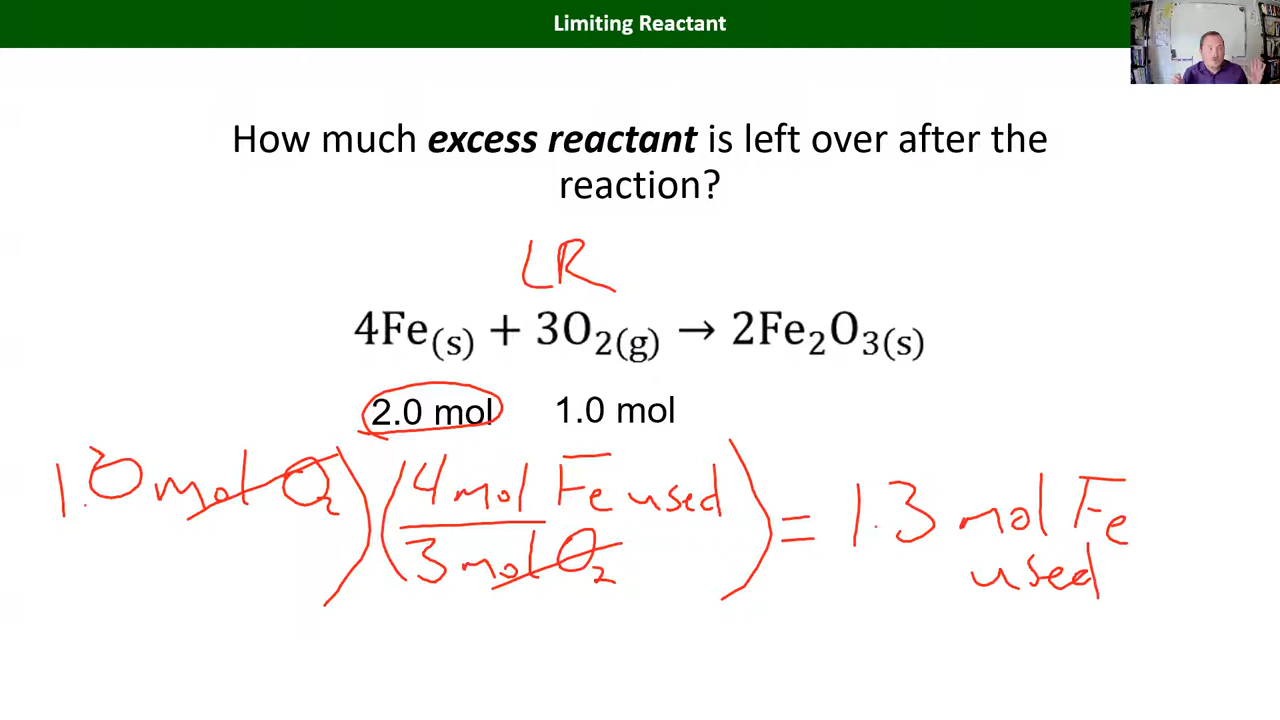 Limiting Reactant
How much excess reactant is left over after the
reaction?
LR
4Fe(s) + 3O2(g) → 2Fe2O3(s)
2.0 mol 1.0 mol
1.0 mol O2) (4 mol Fe used / 3 mol O2) = 1.3 mol Fe
used